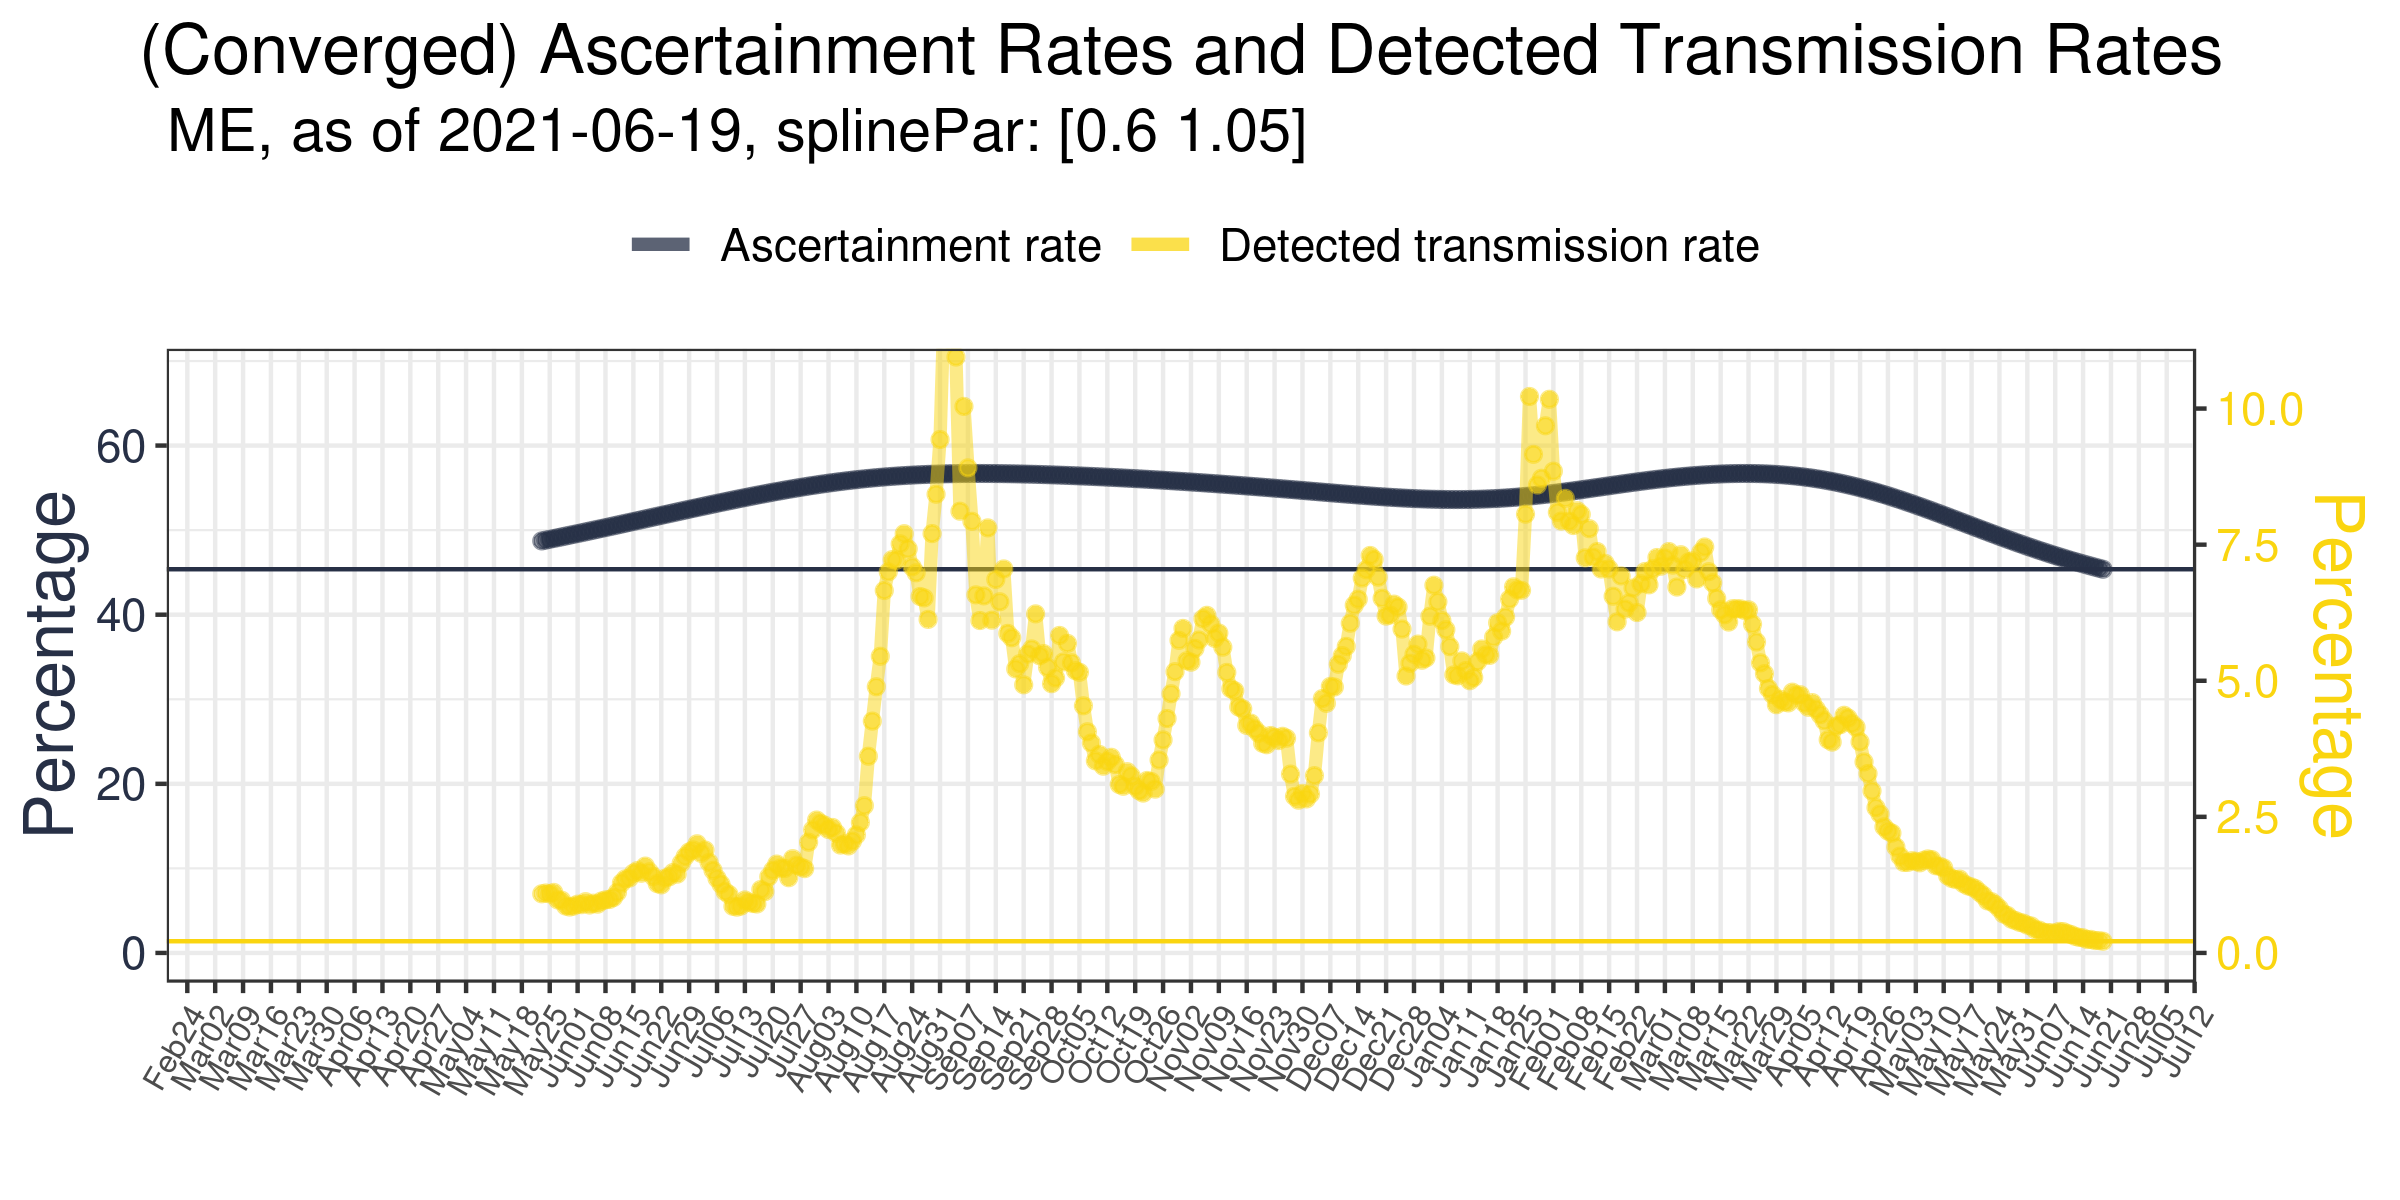 (Converged) Ascertainment Rates and Detected Transmission Rates
ME, as of 2021-06-19, splinePar: [0.6 1.05]
Ascertainment rate
Detected transmission rate
Percentage
60
40
20
0
10.0
7.5
5.0
2.5
0.0
Percentage
Feb24
Mar02
Mar09
Mar16
Mar23
Mar30
Apr06
Apr13
Apr20
Apr27
May04
May11
May18
May25
Jun01
Jun08
Jun15
Jun22
Jun29
Jul06
Jul13
Jul20
Jul27
Aug03
Aug10
Aug17
Aug24
Aug31
Sep07
Sep14
Sep21
Sep28
Oct05
Oct12
Oct19
Oct26
Nov02
Nov09
Nov16
Nov23
Nov30
Dec07
Dec14
Dec21
Dec28
Jan04
Jan11
Jan18
Jan25
Feb01
Feb08
Feb15
Feb22
Mar01
Mar08
Mar15
Mar22
Mar29
Apr05
Apr12
Apr19
Apr26
May03
May10
May17
May24
May31
Jun07
Jun14
Jun21
Jun28
Jul05
Jul12